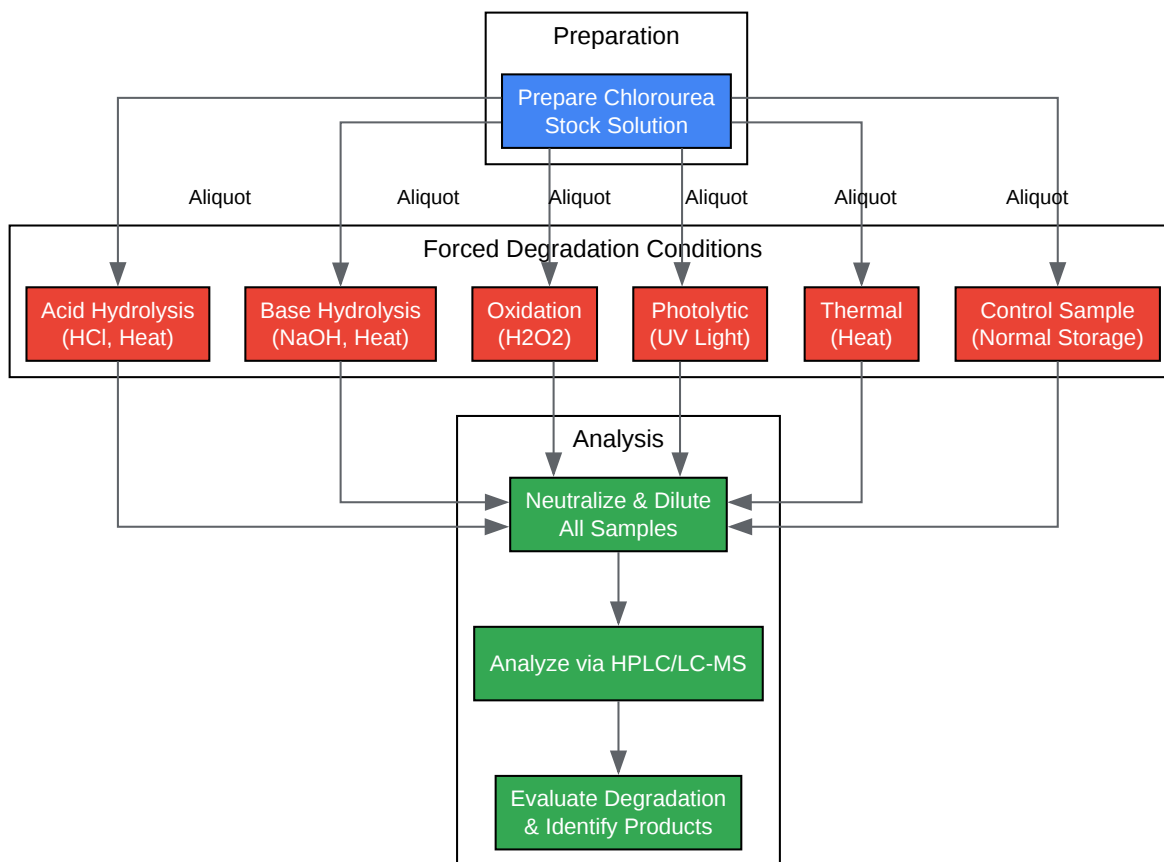 Preparation
Prepare Chlorourea
Stock Solution
Aliquot
Aliquot
Aliquot
Aliquot
Aliquot
Aliquot
Forced Degradation Conditions
Acid Hydrolysis
(HCl, Heat)
Base Hydrolysis
(NaOH, Heat)
Oxidation
(H2O2)
Photolytic
(UV Light)
Thermal
(Heat)
Control Sample
(Normal Storage)
Analysis
Neutralize & Dilute
All Samples
Analyze via HPLC/LC-MS
Evaluate Degradation
& Identify Products